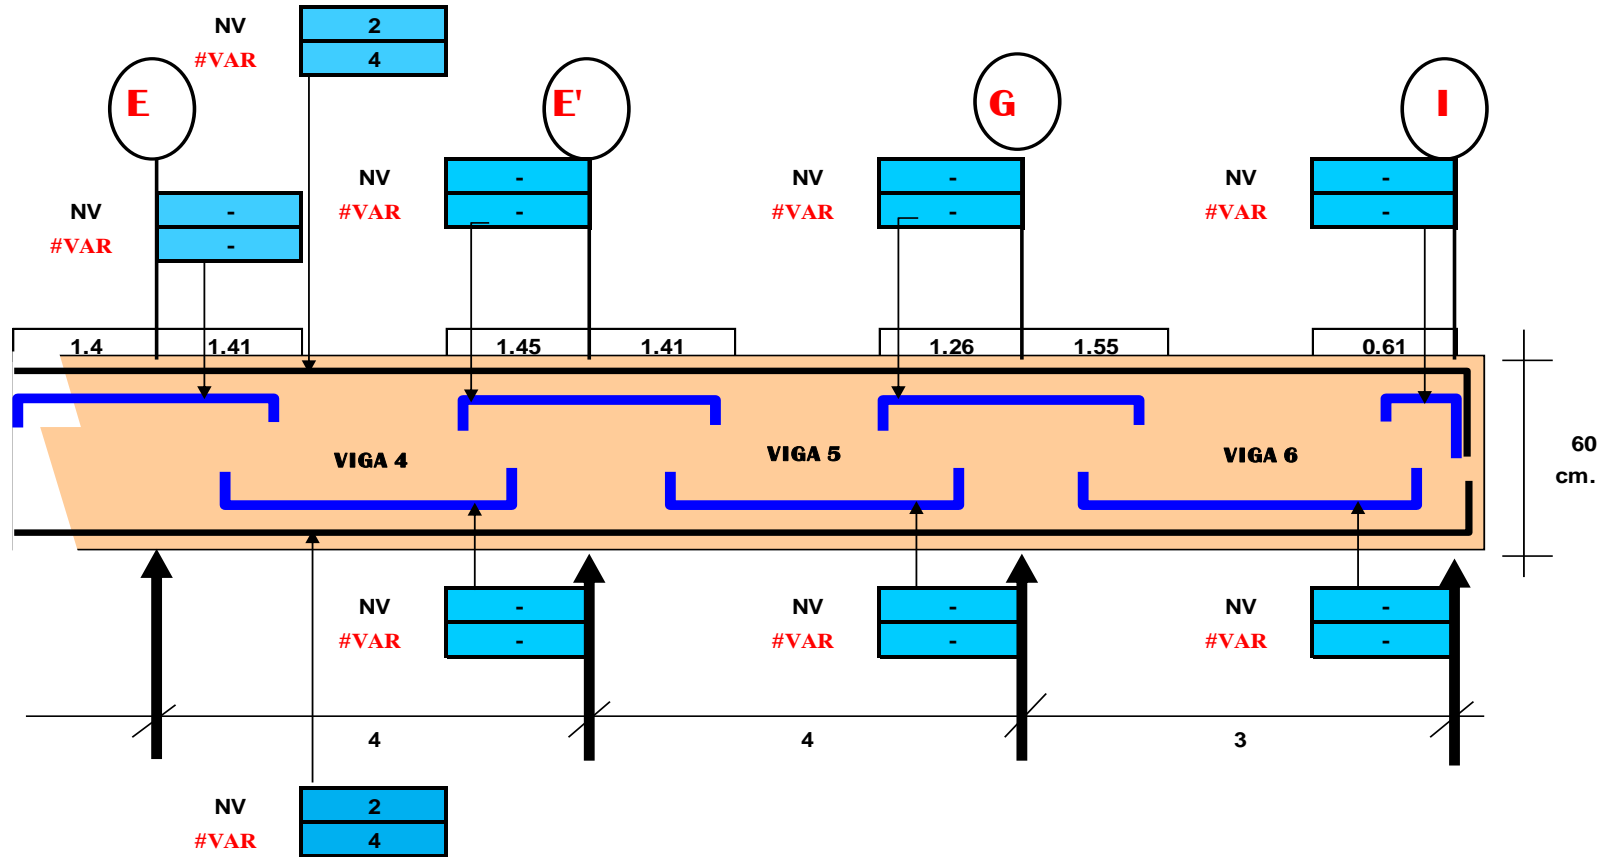 NV 2
#VAR 4
E E' G I
NV - NV - NV -
#VAR - #VAR - #VAR -
NV -
#VAR -
1.4 1.41 1.45 1.41 1.26 1.55 0.61
VIGA 4 VIGA 5 VIGA 6
60
cm.
NV - NV - NV -
#VAR - #VAR - #VAR -
4 4 3
NV 2
#VAR 4